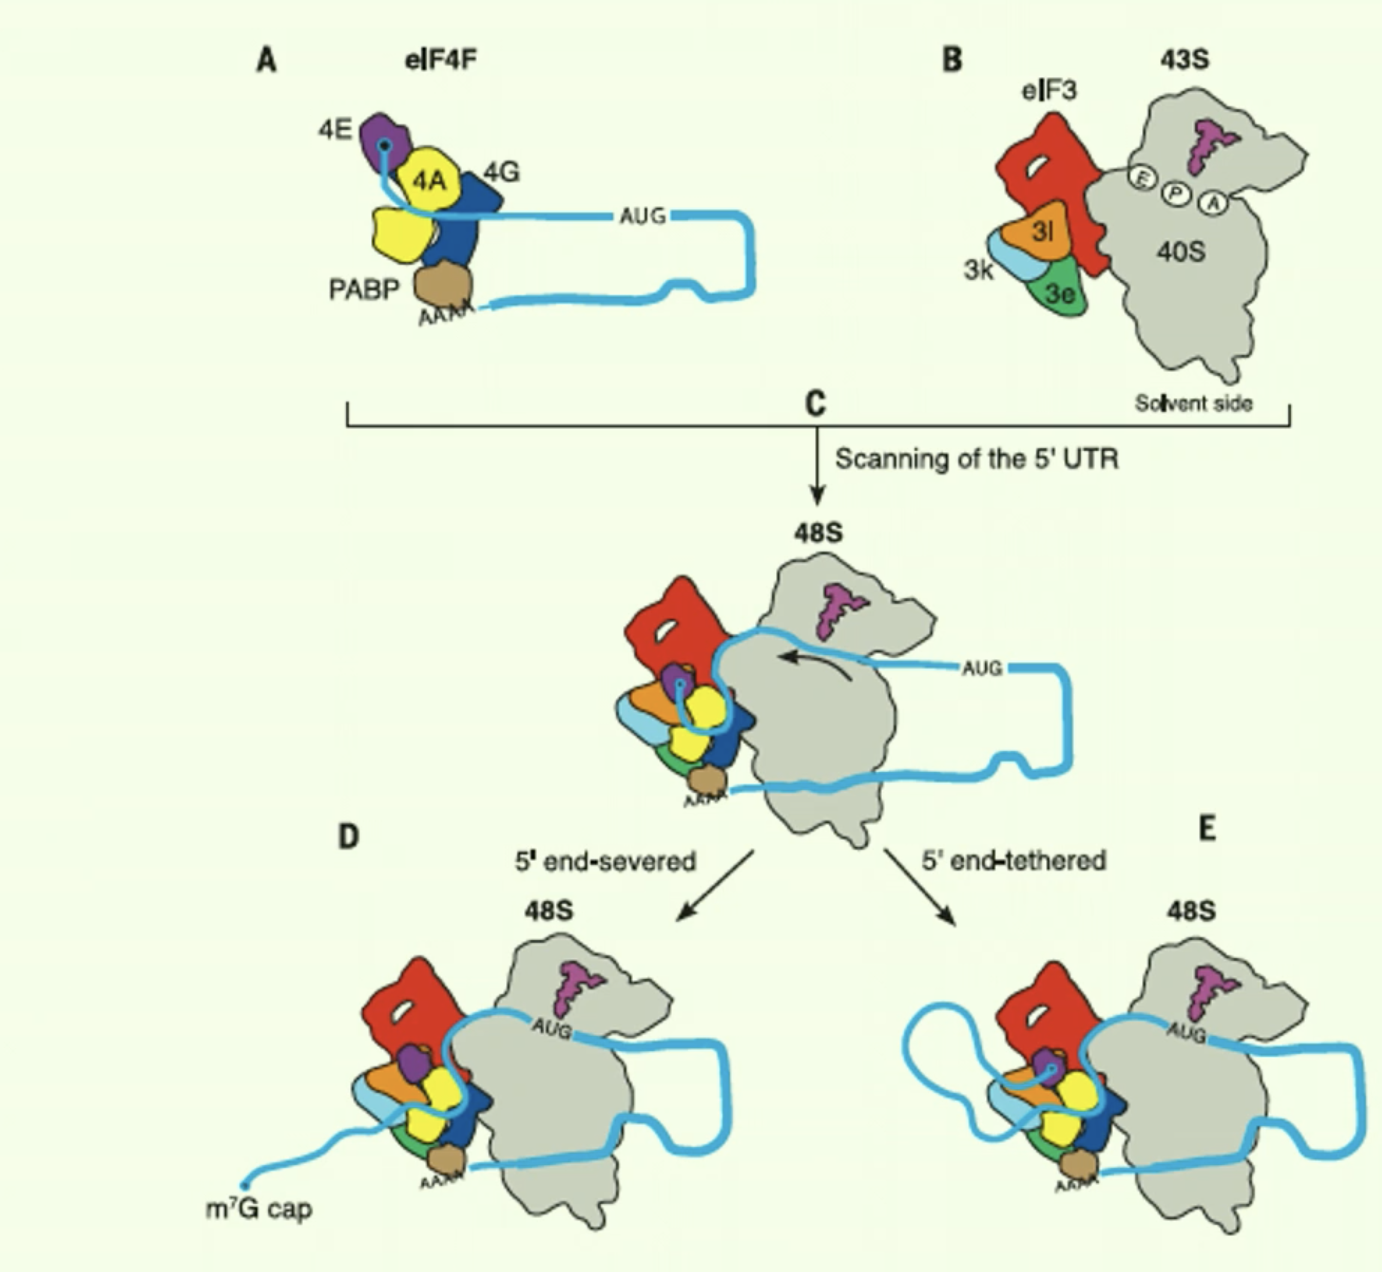 A
eIF4F
B
43S
eIF3
4E
4A
4G
AUG
PABP
AAAA
E
P
A
3l
3k
3e
40S
Solvent side
C
Scanning of the 5' UTR
48S
AUG
AAAA
D
5' end-severed
5' end-tethered
E
48S
48S
AUG
AUG
AAAA
AAAA
m⁷G cap